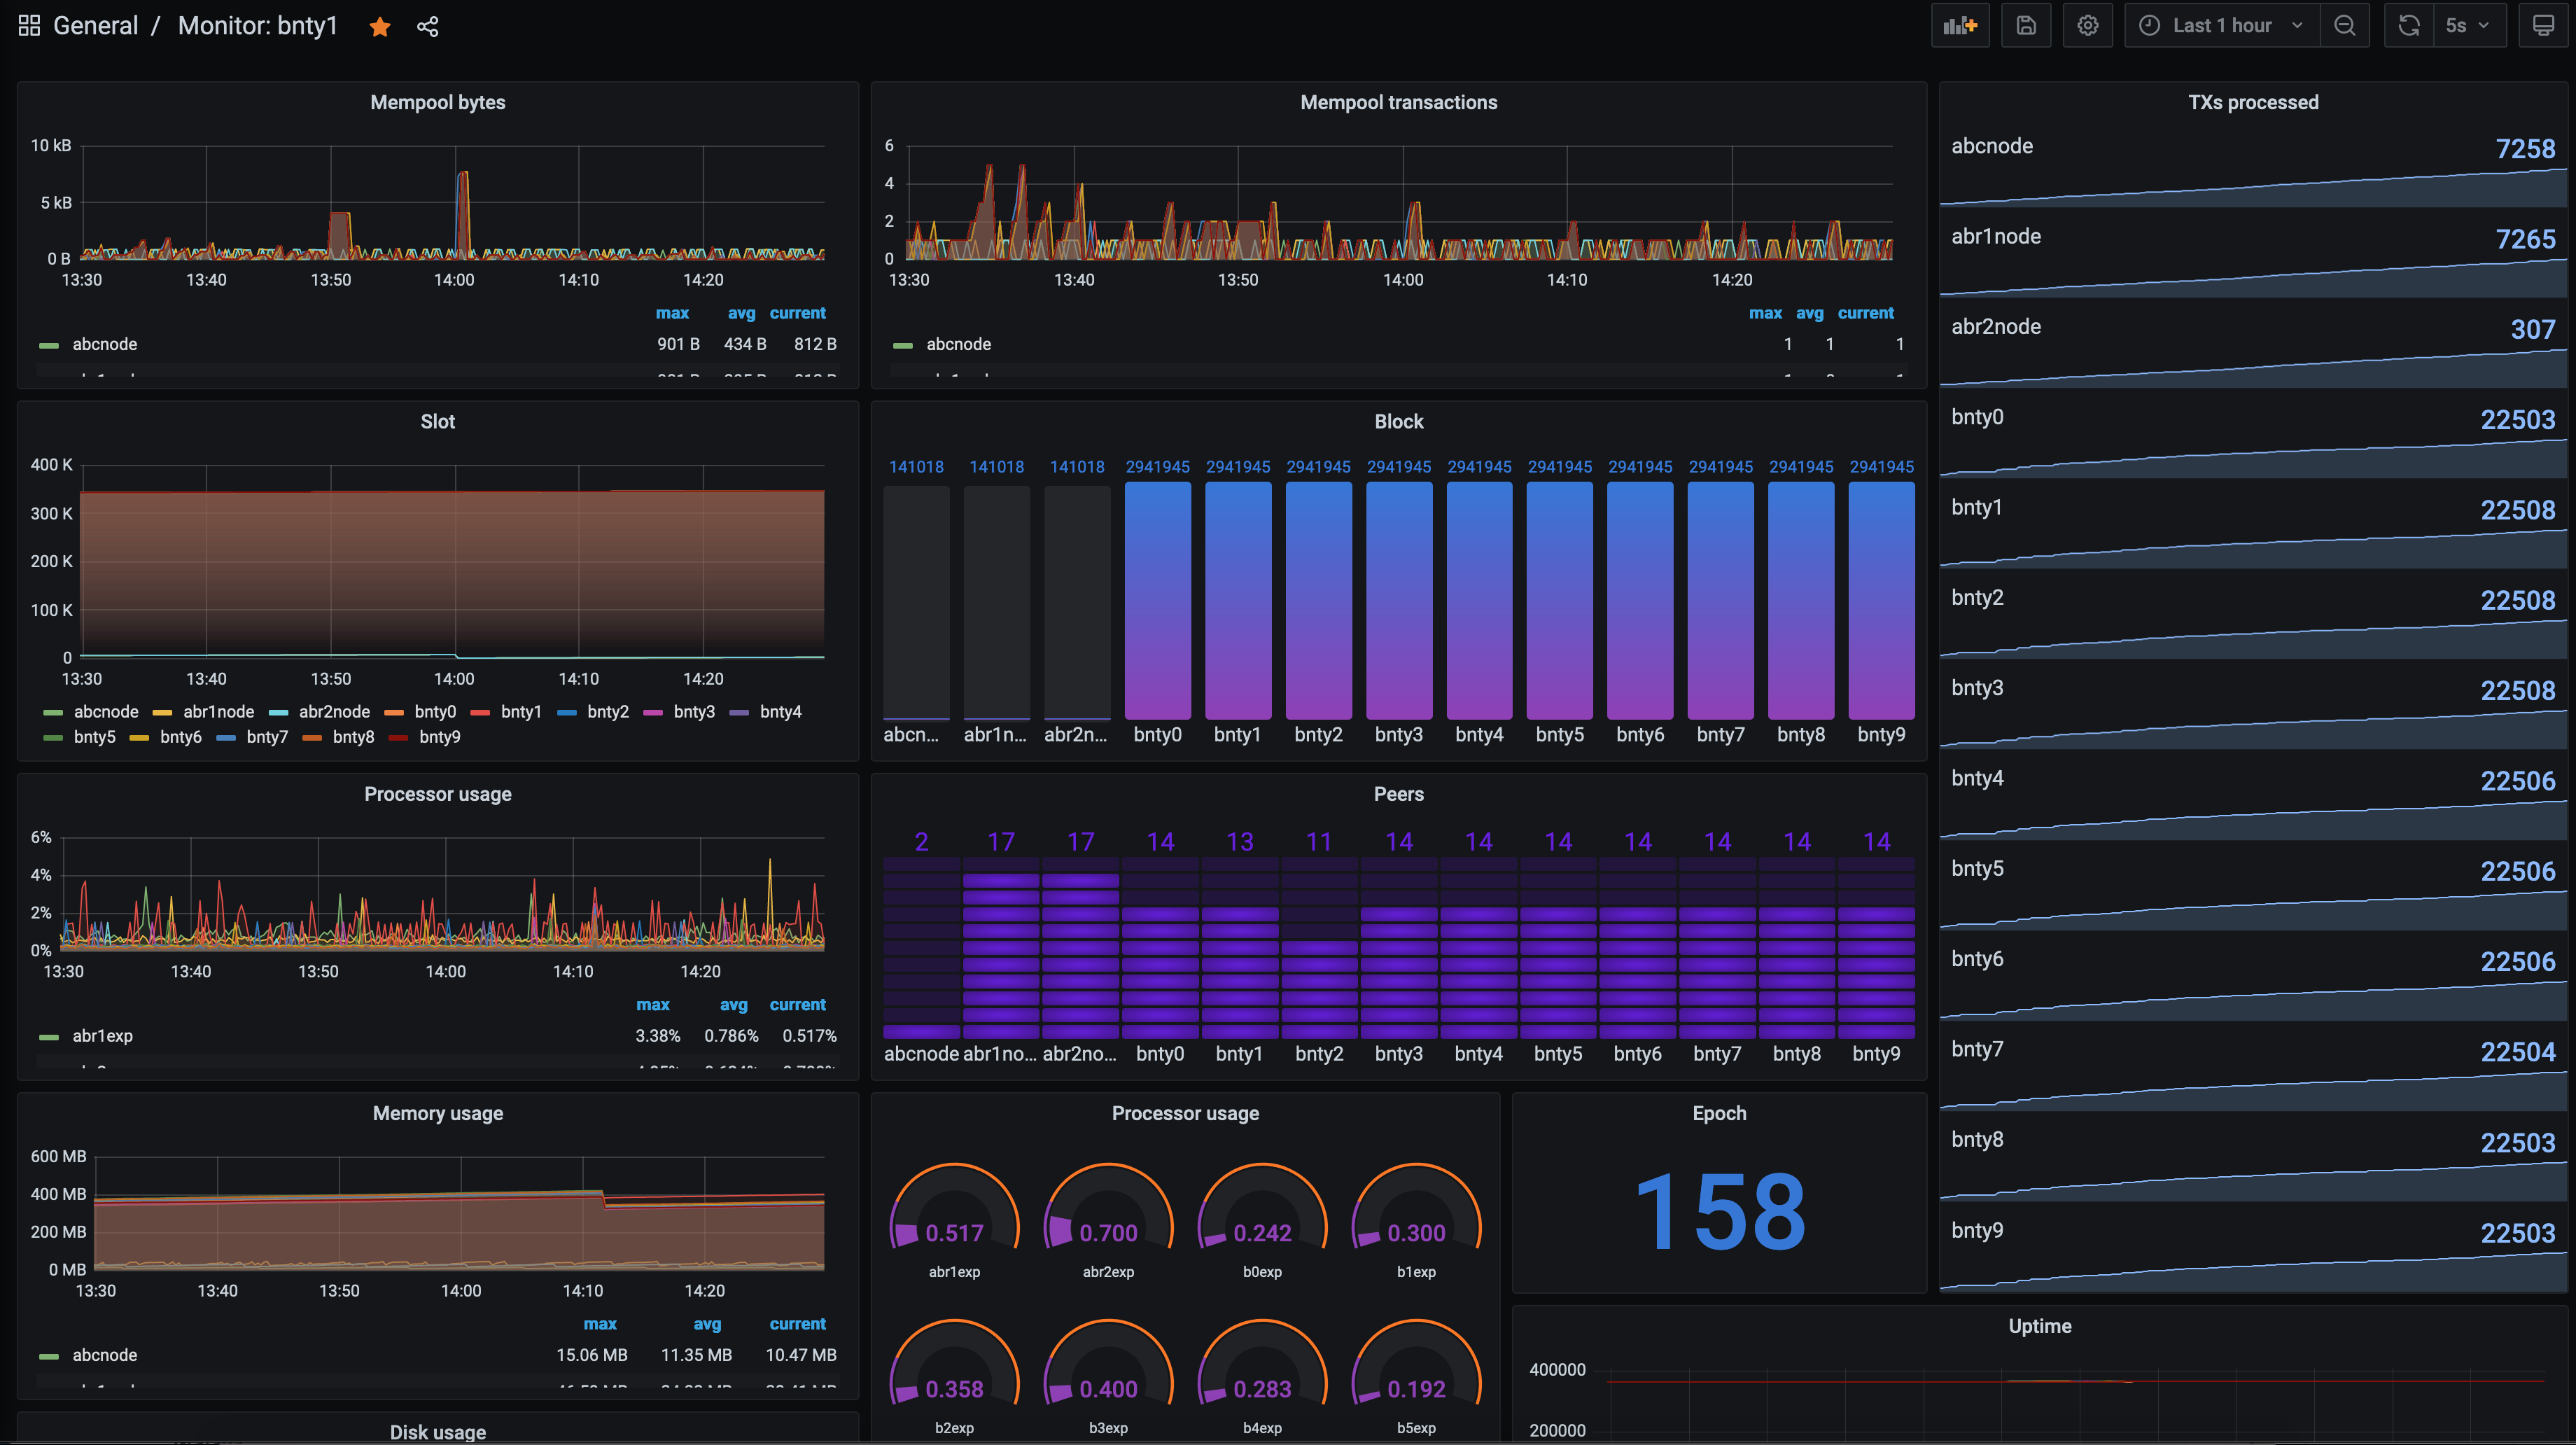 General / Monitor: bnty1
Last 1 hour
5s
Mempool bytes
10 kB
5 kB
0 B
13:30 13:40 13:50 14:00 14:10 14:20
max avg current
abcnode 901 B 434 B 812 B
Mempool transactions
6
4
2
0
13:30 13:40 13:50 14:00 14:10 14:20
max avg current
abcnode 1 1 1
TXs processed
abcnode 7258
abr1node 7265
abr2node 307
bnty0 22503
bnty1 22508
bnty2 22508
bnty3 22508
bnty4 22506
bnty5 22506
bnty6 22506
bnty7 22504
bnty8 22503
bnty9 22503
Slot
400 K
300 K
200 K
100 K
0
13:30 13:40 13:50 14:00 14:10 14:20
abcnode abr1node abr2node bnty0 bnty1 bnty2 bnty3 bnty4
bnty5 bnty6 bnty7 bnty8 bnty9
Block
141018 141018 141018 2941945 2941945 2941945 2941945 2941945 2941945 2941945 2941945 2941945 2941945
abcn... abr1n... abr2n... bnty0 bnty1 bnty2 bnty3 bnty4 bnty5 bnty6 bnty7 bnty8 bnty9
Processor usage
6%
4%
2%
0%
13:30 13:40 13:50 14:00 14:10 14:20
max avg current
abr1exp 3.38% 0.786% 0.517%
Peers
2 17 17 14 13 11 14 14 14 14 14 14 14
abcnode abr1no... abr2no... bnty0 bnty1 bnty2 bnty3 bnty4 bnty5 bnty6 bnty7 bnty8 bnty9
Memory usage
600 MB
400 MB
200 MB
0 MB
13:30 13:40 13:50 14:00 14:10 14:20
max avg current
abcnode 15.06 MB 11.35 MB 10.47 MB
Processor usage
0.517 0.700 0.242 0.300
abr1exp abr2exp b0exp b1exp
0.358 0.400 0.283 0.192
b2exp b3exp b4exp b5exp
Epoch
158
Uptime
400000
200000
Disk usage